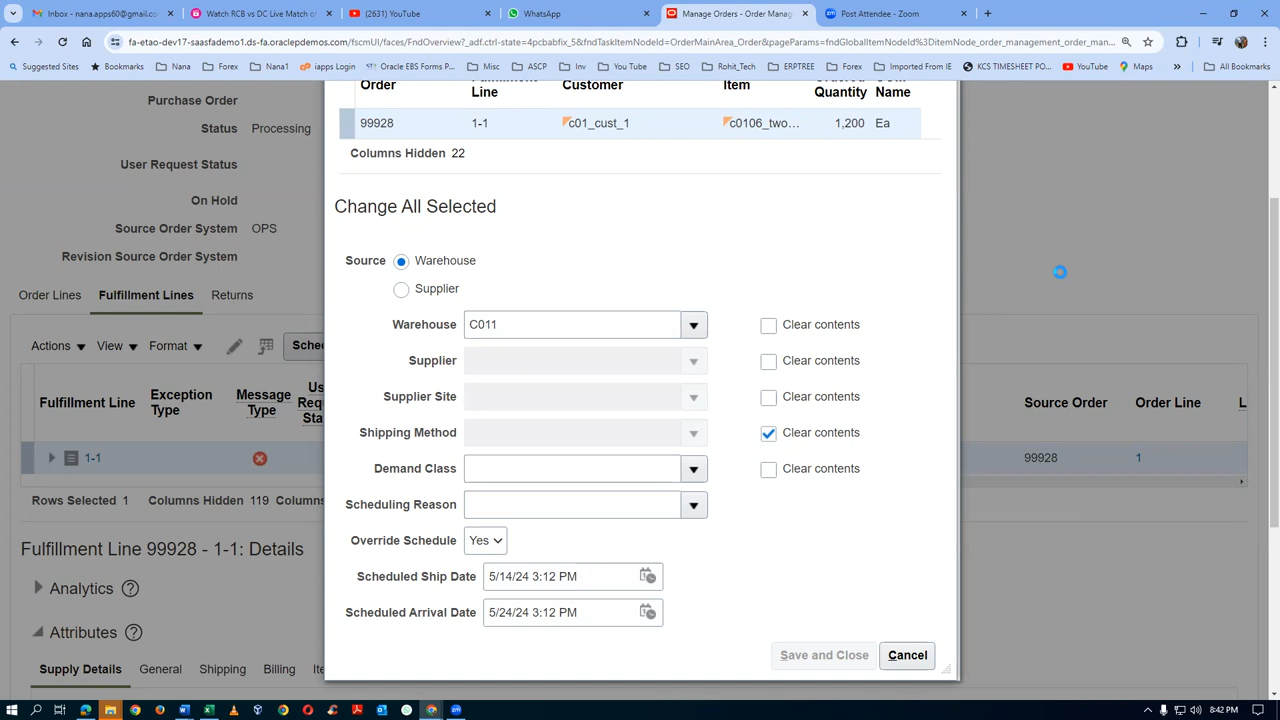 Inbox - nana.apps60@gmail.com
Watch RCB vs DC Live Match of
(2631) YouTube
WhatsApp
Manage Orders - Order Manage
Post Attendee - Zoom
fa-etao-dev17-saasfademo1.ds-fa.oraclepdemos.com/fscmUI/faces/FndOverview?_adf.ctrl-state=4pcbabfix_5&fndTaskItemNodeId=OrderMainArea_Order&pageParams=fndGlobalItemNodeId%3DitemNode_order_management_order_man...
Suggested Sites
Bookmarks
Nana
Forex
Nana1
iapps Login
Oracle EBS Forms P...
Misc
ASCP
Inv
You Tube
SEO
Rohit_Tech
ERPTREE
Forex
Imported From IE
KCS TIMESHEET PO...
YouTube
Maps
»
All Bookmarks
Purchase Order
Status Processing
User Request Status
On Hold
Source Order System OPS
Revision Source Order System
Order Lines Fulfillment Lines Returns
Actions View Format
Fulfillment Line
Exception Type
Message Type
1-1
Source Order
Order Line
99928
1
Rows Selected 1 Columns Hidden 119
Fulfillment Line 99928 - 1-1: Details
Analytics
Attributes
Supply Details General Shipping Billing
Order
Line
Customer
Item
Quantity
Name
99928 1-1 c01_cust_1 c0106_two... 1,200 Ea
Columns Hidden 22
Change All Selected
Source Warehouse
Supplier
Warehouse C011 Clear contents
Supplier Clear contents
Supplier Site Clear contents
Shipping Method Clear contents
Demand Class Clear contents
Scheduling Reason
Override Schedule Yes
Scheduled Ship Date 5/14/24 3:12 PM
Scheduled Arrival Date 5/24/24 3:12 PM
Save and Close Cancel
8:42 PM